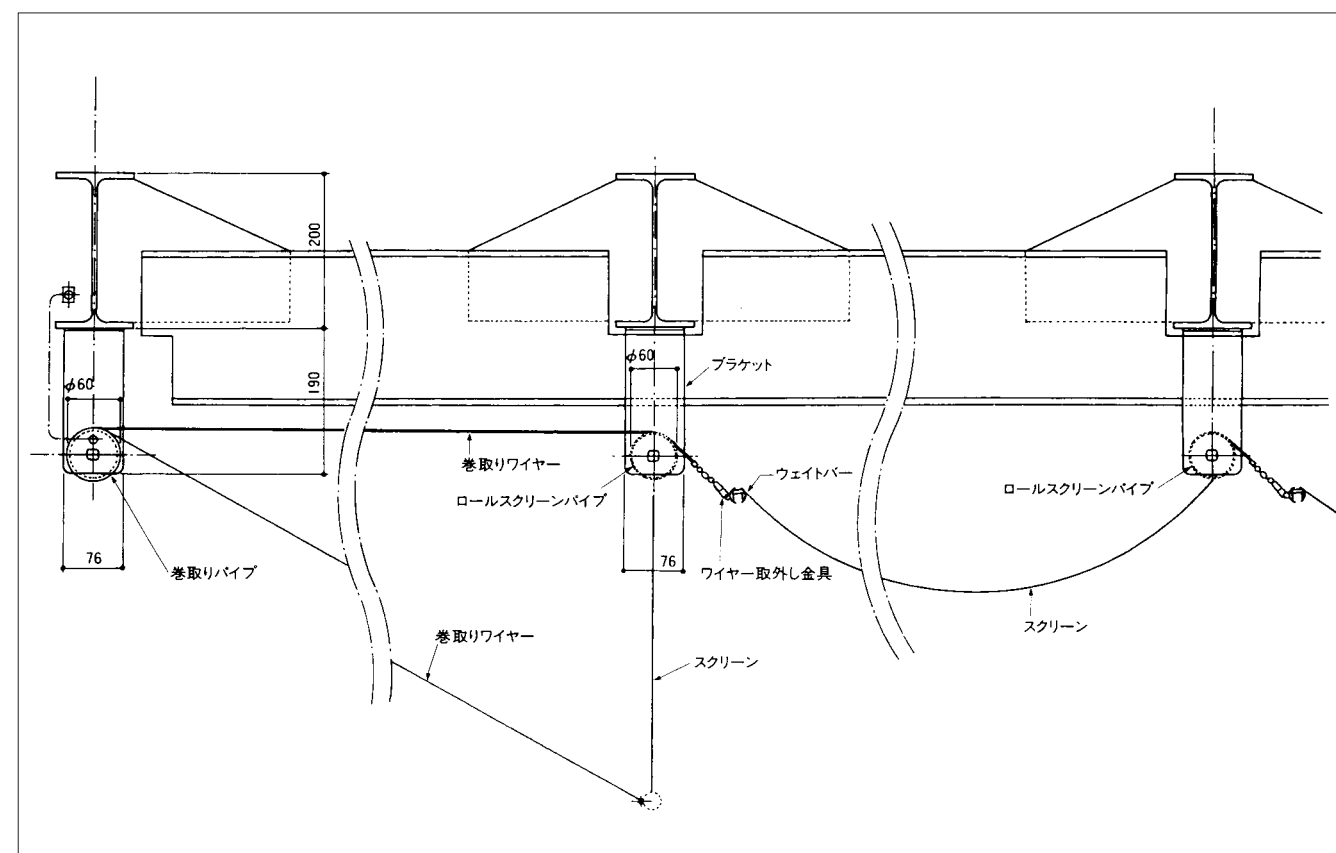 200
190
φ60
76
巻取りパイプ
巻取りワイヤー
巻取りワイヤー
φ60
ブラケット
ロールスクリーンパイプ
76
ウェイトバー
ワイヤー取外し金具
スクリーン
ロールスクリーンパイプ
スクリーン